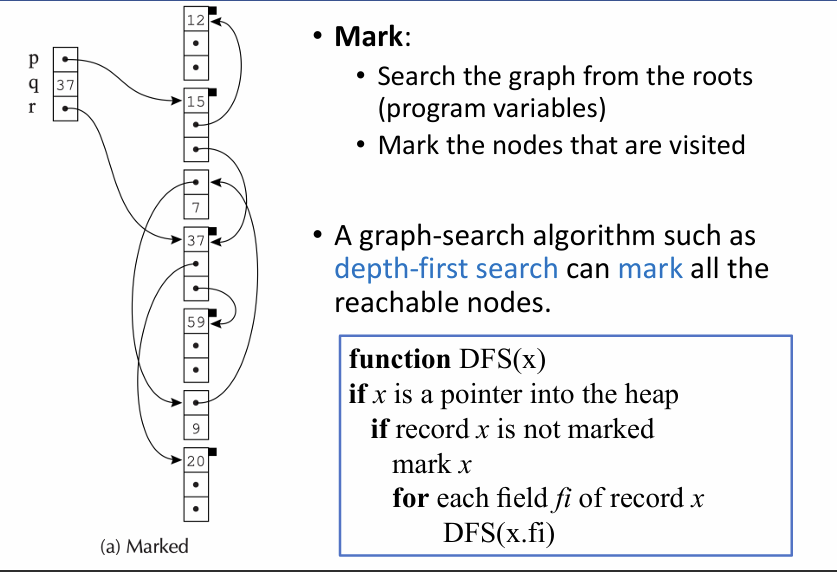 12
p
q 37
r
15
7
37
59
9
20
(a) Marked
• Mark:
• Search the graph from the roots
(program variables)
• Mark the nodes that are visited
• A graph-search algorithm such as
depth-first search can mark all the
reachable nodes.
function DFS(x)
if x is a pointer into the heap
if record x is not marked
mark x
for each field fi of record x
DFS(x.fi)